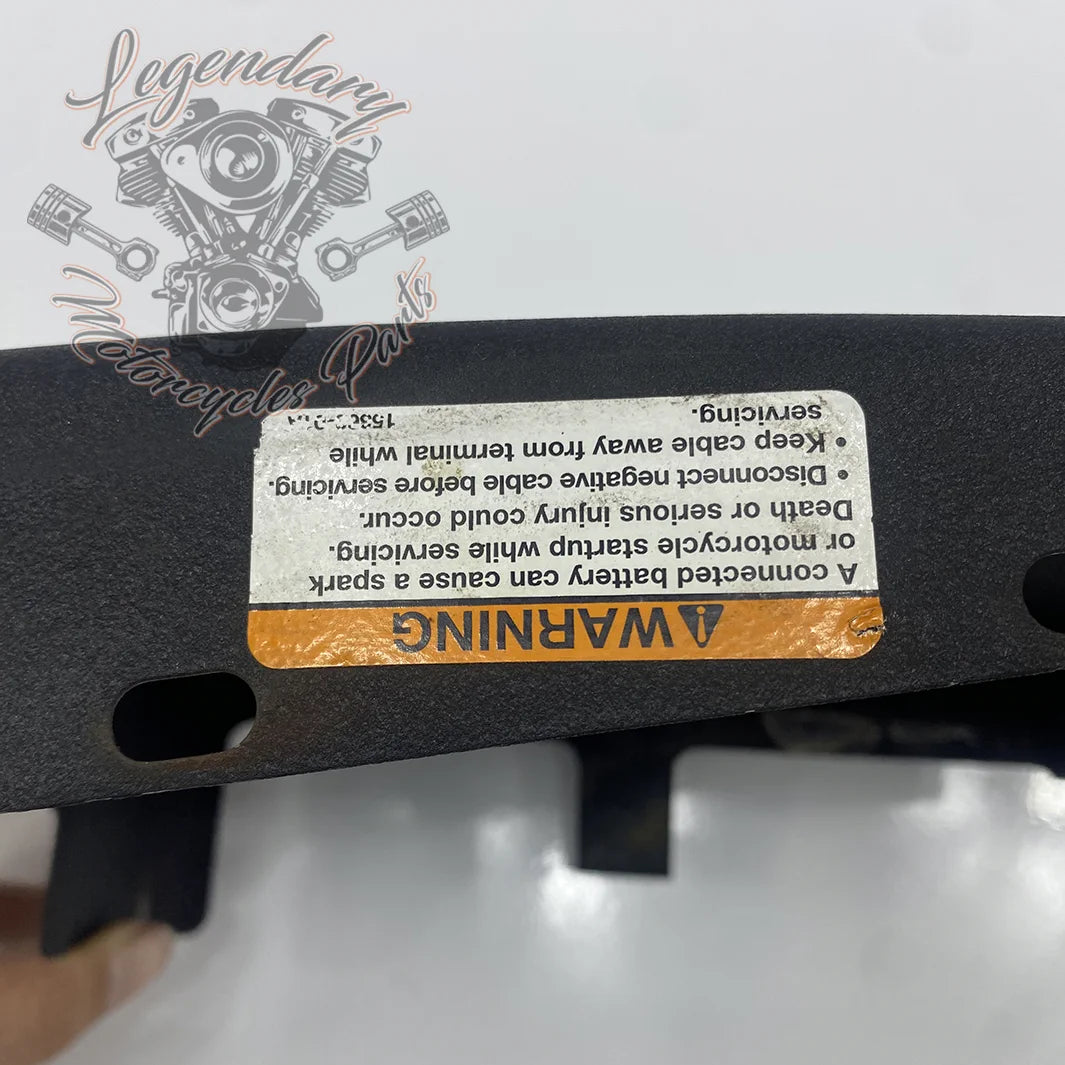 Legendary
Motorcycles Parts
WARNING
A connected battery can cause a spark
or motorcycle startup while servicing.
Death or serious injury could occur.
• Disconnect negative cable before servicing.
• Keep cable away from terminal while
servicing.